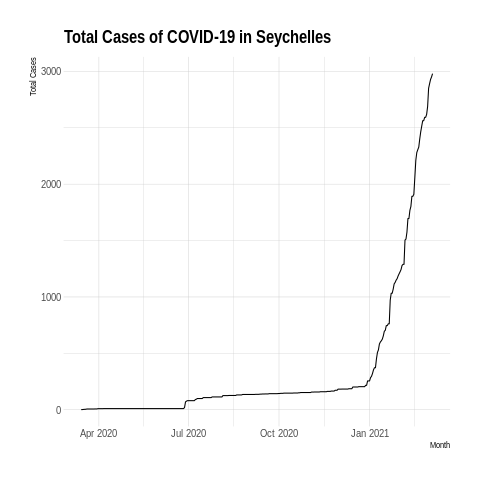 Total Cases of COVID-19 in Seychelles
Total Cases
3000
2000
1000
0
Apr 2020 Jul 2020 Oct 2020 Jan 2021
Month